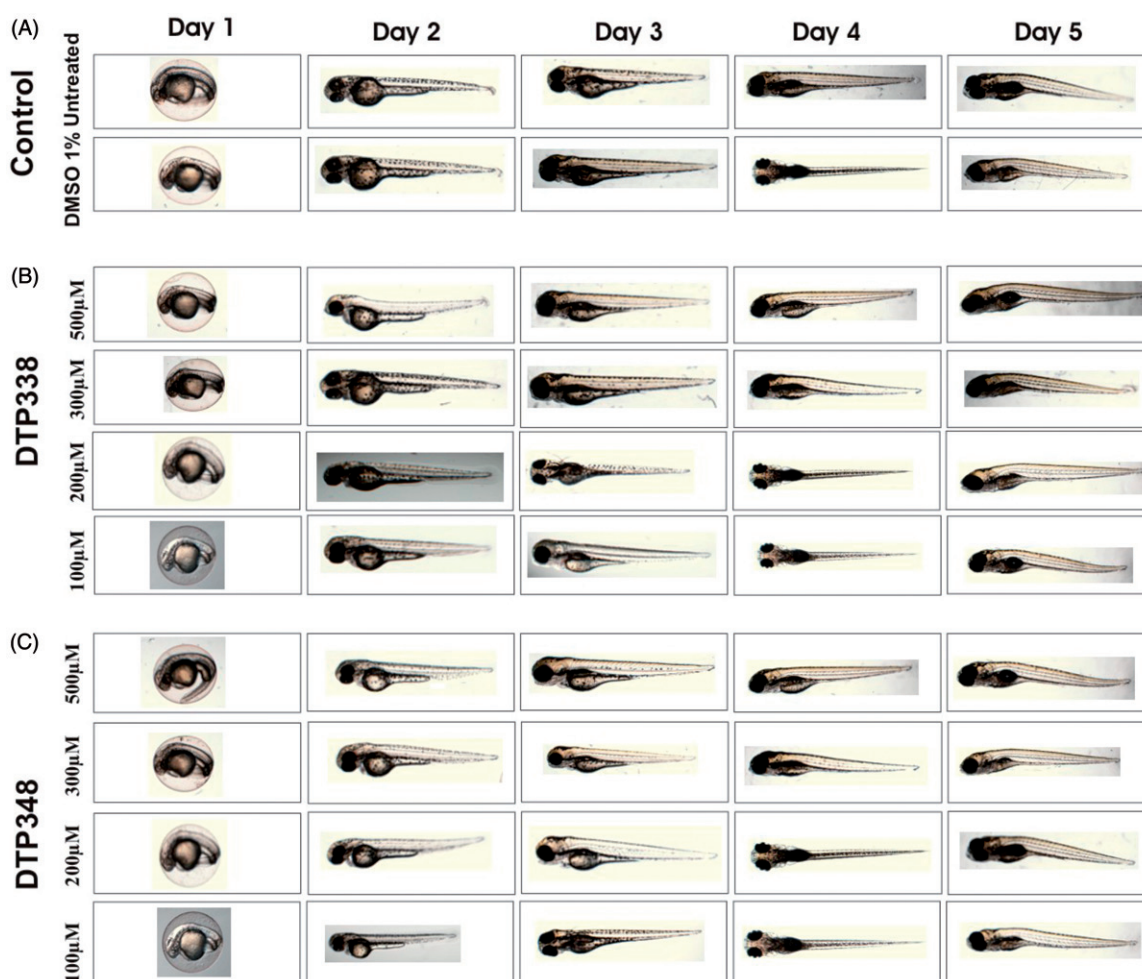 (A)
Day 1
Day 2
Day 3
Day 4
Day 5
Control
DMSO 1% Untreated
(B)
DTP338
500µM
300µM
200µM
100µM
(C)
DTP348
500µM
300µM
200µM
100µM